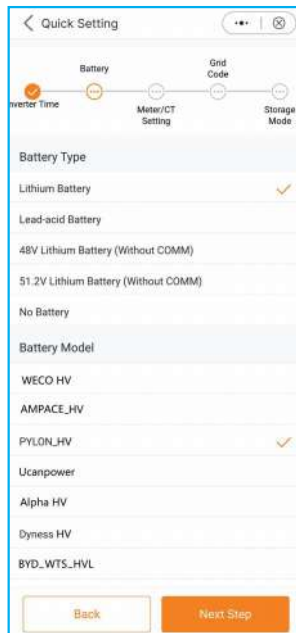 Quick Setting
Battery
Grid
Code
Inverter Time
Meter/CT
Setting
Storage
Mode
Battery Type
Lithium Battery
Lead-acid Battery
48V Lithium Battery (Without COMM)
51.2V Lithium Battery (Without COMM)
No Battery
Battery Model
WECO HV
AMPACE_HV
PYLON_HV
Ucanpower
Alpha HV
Dyness HV
BYD_WTS_HVL
Back
Next Step